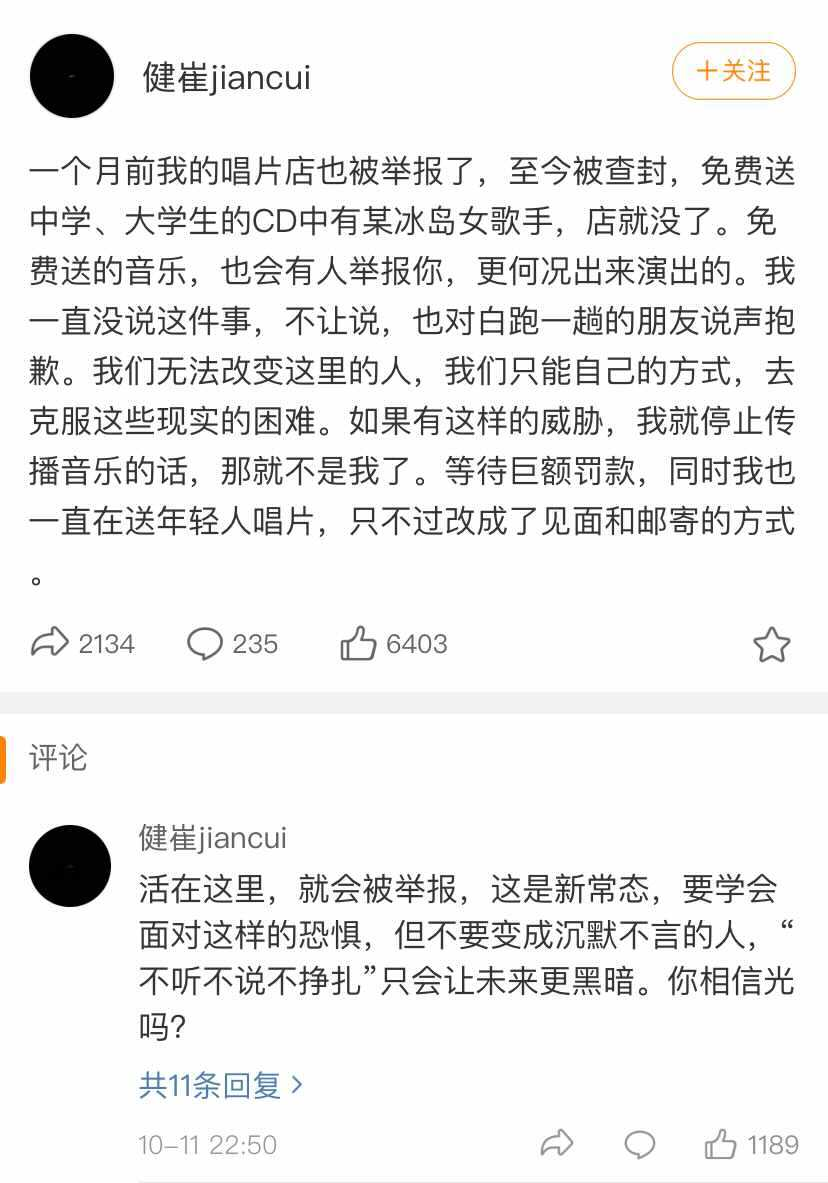 健崔jiancui
+关注
一个月前我的唱片店也被举报了，至今被查封，免费送
中学、大学生的CD中有某冰岛女歌手，店就没了。免
费送的音乐，也会有人举报你，更何况出来演出的。我
一直没说这件事，不让说，也对白跑一趟的朋友说声抱
歉。我们无法改变这里的人，我们只能自己的方式，去
克服这些现实的困难。如果有这样的威胁，我就停止传
播音乐的话，那就不是我了。等待巨额罚款，同时我也
一直在送年轻人唱片，只不过改成了见面和邮寄的方式
。
2134 235 6403
评论
健崔jiancui
活在这里，就会被举报，这是新常态，要学会
面对这样的恐惧，但不要变成沉默不言的人，“
不听不说不挣扎”只会让未来更黑暗。你相信光
吗？
共11条回复 >
10-11 22:50 1189